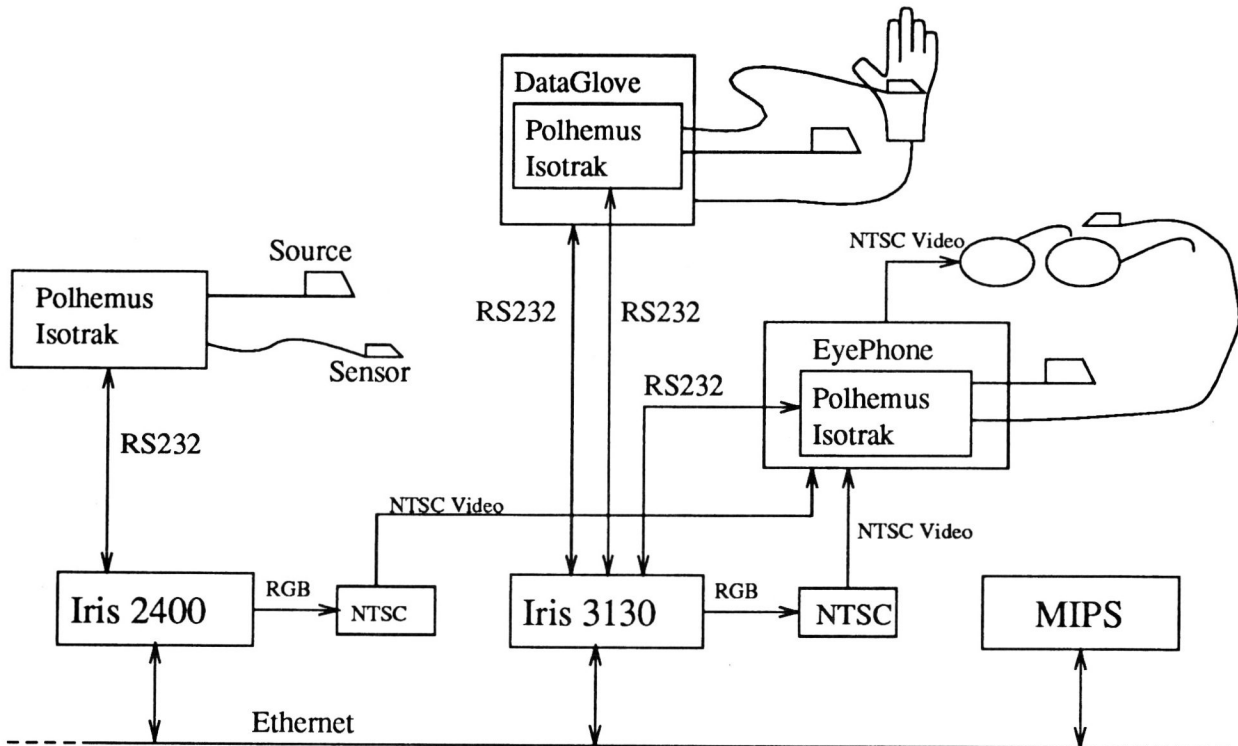 DataGlove
Polhemus
Isotrak
NTSC Video
Source
Polhemus
Isotrak
Sensor
RS232
RS232
EyePhone
RS232
Polhemus
Isotrak
RS232
NTSC Video
NTSC Video
Iris 2400
RGB
NTSC
Iris 3130
RGB
NTSC
MIPS
Ethernet